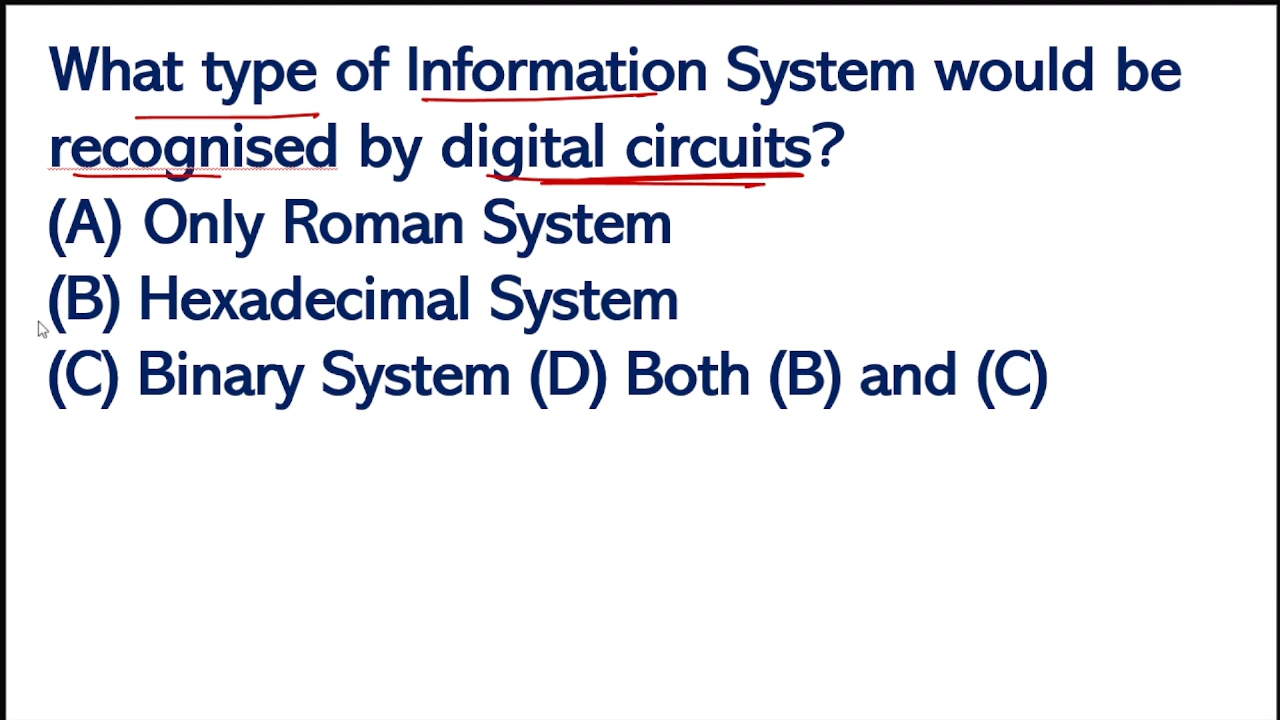 What type of Information System would be
recognised by digital circuits?
(A) Only Roman System
(B) Hexadecimal System
(C) Binary System (D) Both (B) and (C)